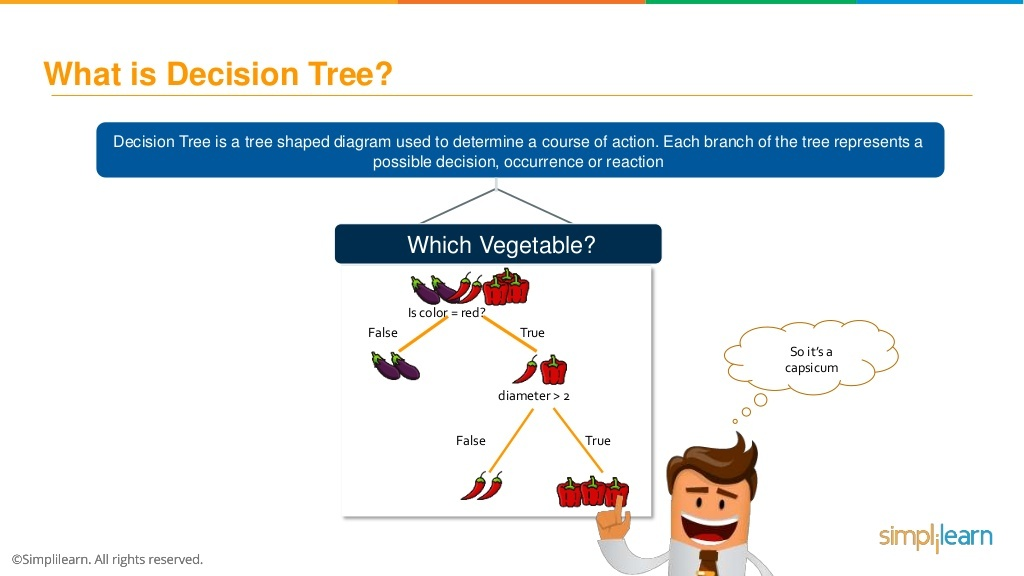 What is Decision Tree?
Decision Tree is a tree shaped diagram used to determine a course of action. Each branch of the tree represents a
possible decision, occurrence or reaction
Which Vegetable?
Is color = red?
False
True
diameter > 2
False
True
So it's a
capsicum
simplilearn
©Simplilearn. All rights reserved.